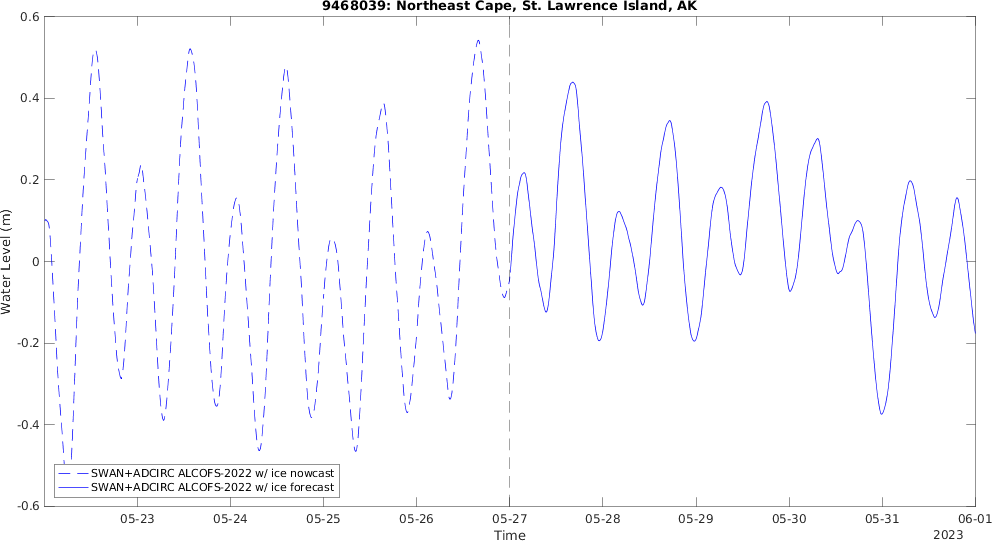 9468039: Northeast Cape, St. Lawrence Island, AK
0.6
0.4
0.2
0
-0.2
-0.4
-0.6
Water Level (m)
SWAN+ADCIRC ALCOFS-2022 w/ ice nowcast
SWAN+ADCIRC ALCOFS-2022 w/ ice forecast
05-23 05-24 05-25 05-26 05-27 05-28 05-29 05-30 05-31 06-01
Time
2023